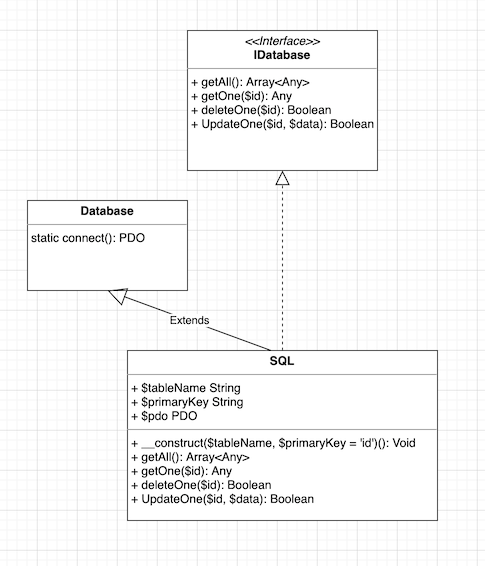 <<Interface>>
IDatabase
+ getAll(): Array<Any>
+ getOne($id): Any
+ deleteOne($id): Boolean
+ UpdateOne($id, $data): Boolean
Database
static connect(): PDO
Extends
SQL
+ $tableName String
+ $primaryKey String
+ $pdo PDO
+ __construct($tableName, $primaryKey = 'id')(): Void
+ getAll(): Array<Any>
+ getOne($id): Any
+ deleteOne($id): Boolean
+ UpdateOne($id, $data): Boolean